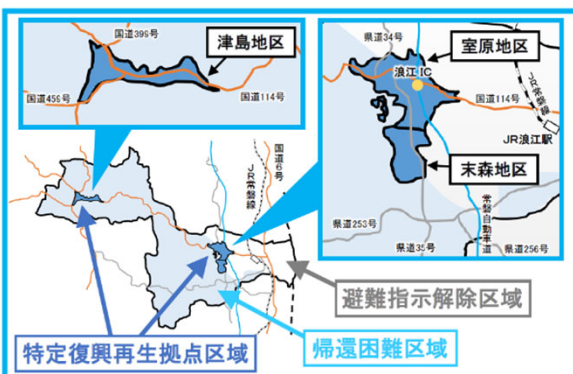 国道399号
津島地区
国道459号
国道114号
県道34号
室原地区
浪江IC
国道114号
JR常磐線
JR浪江駅
末森地区
県道253号
常磐自動車道
県道35号
県道256号
JR常磐線
国道6号
避難指示解除区域
特定復興再生拠点区域
帰還困難区域